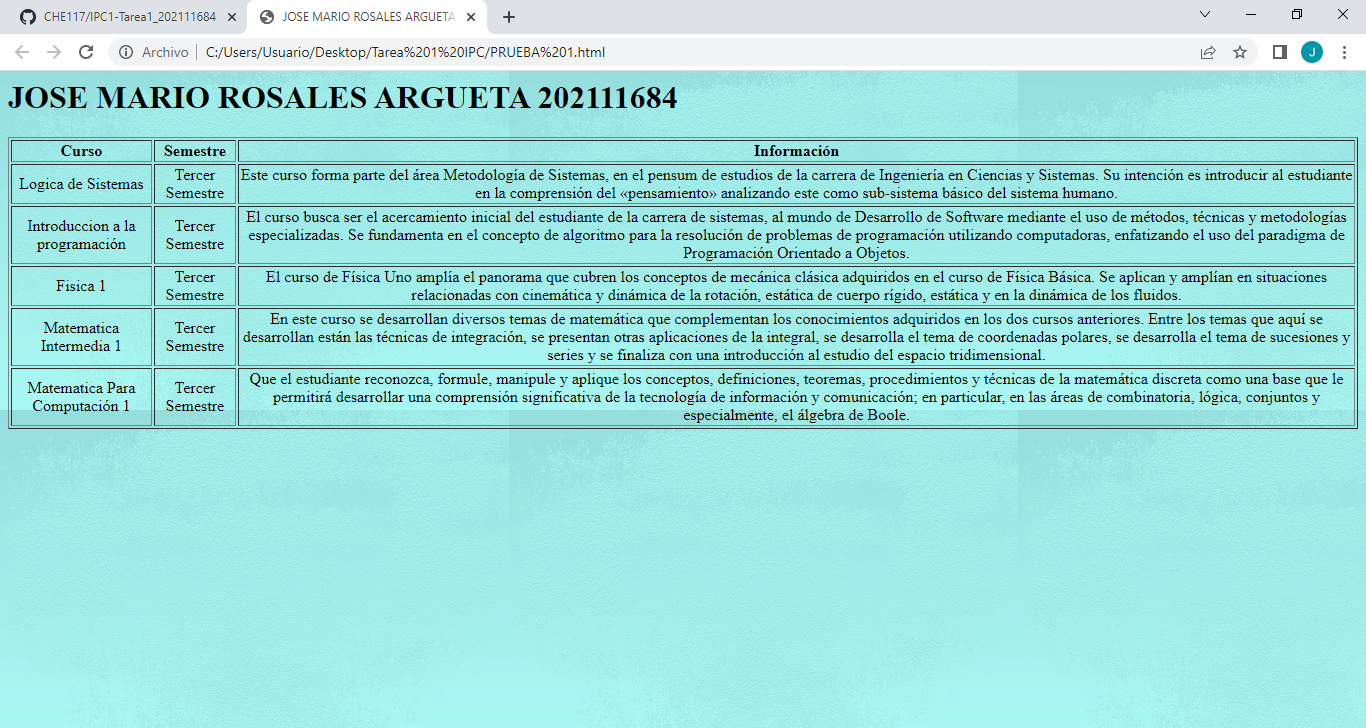 CHE117/IPC1-Tarea1_202111684
JOSE MARIO ROSALES ARGUETA
Archivo
C:/Users/Usuario/Desktop/Tarea%201%20IPC/PRUEBA%201.html
J
JOSE MARIO ROSALES ARGUETA 202111684
Curso Semestre Información
Logica de Sistemas
Tercer
Semestre
Este curso forma parte del área Metodología de Sistemas, en el pensum de estudios de la carrera de Ingeniería en Ciencias y Sistemas. Su intención es introducir al estudiante
en la comprensión del «pensamiento» analizando este como sub-sistema básico del sistema humano.
Introduccion a la
programación
Tercer
Semestre
El curso busca ser el acercamiento inicial del estudiante de la carrera de sistemas, al mundo de Desarrollo de Software mediante el uso de métodos, técnicas y metodologías
especializadas. Se fundamenta en el concepto de algoritmo para la resolución de problemas de programación utilizando computadoras, enfatizando el uso del paradigma de
Programación Orientado a Objetos.
Fisica 1
Tercer
Semestre
El curso de Física Uno amplía el panorama que cubren los conceptos de mecánica clásica adquiridos en el curso de Física Básica. Se aplican y amplían en situaciones
relacionadas con cinemática y dinámica de la rotación, estática de cuerpo rígido, estática y en la dinámica de los fluidos.
Matematica
Intermedia 1
Tercer
Semestre
En este curso se desarrollan diversos temas de matemática que complementan los conocimientos adquiridos en los dos cursos anteriores. Entre los temas que aquí se
desarrollan están las técnicas de integración, se presentan otras aplicaciones de la integral, se desarrolla el tema de coordenadas polares, se desarrolla el tema de sucesiones y
series y se finaliza con una introducción al estudio del espacio tridimensional.
Matematica Para
Computación 1
Tercer
Semestre
Que el estudiante reconozca, formule, manipule y aplique los conceptos, definiciones, teoremas, procedimientos y técnicas de la matemática discreta como una base que le
permitirá desarrollar una comprensión significativa de la tecnología de información y comunicación; en particular, en las áreas de combinatoria, lógica, conjuntos y
especialmente, el álgebra de Boole.